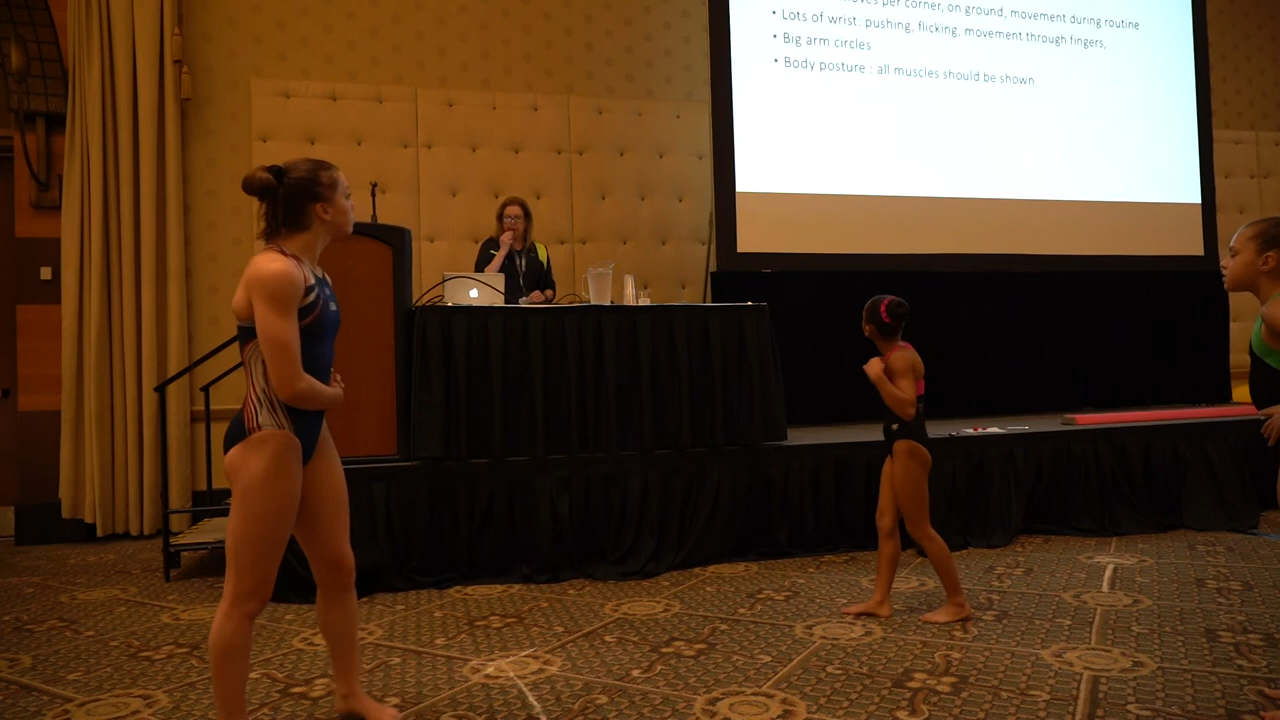 per corner, on ground, movement during routine
• Lots of wrist: pushing, flicking, movement through fingers,
• Big arm circles
• Body posture : all muscles should be shown